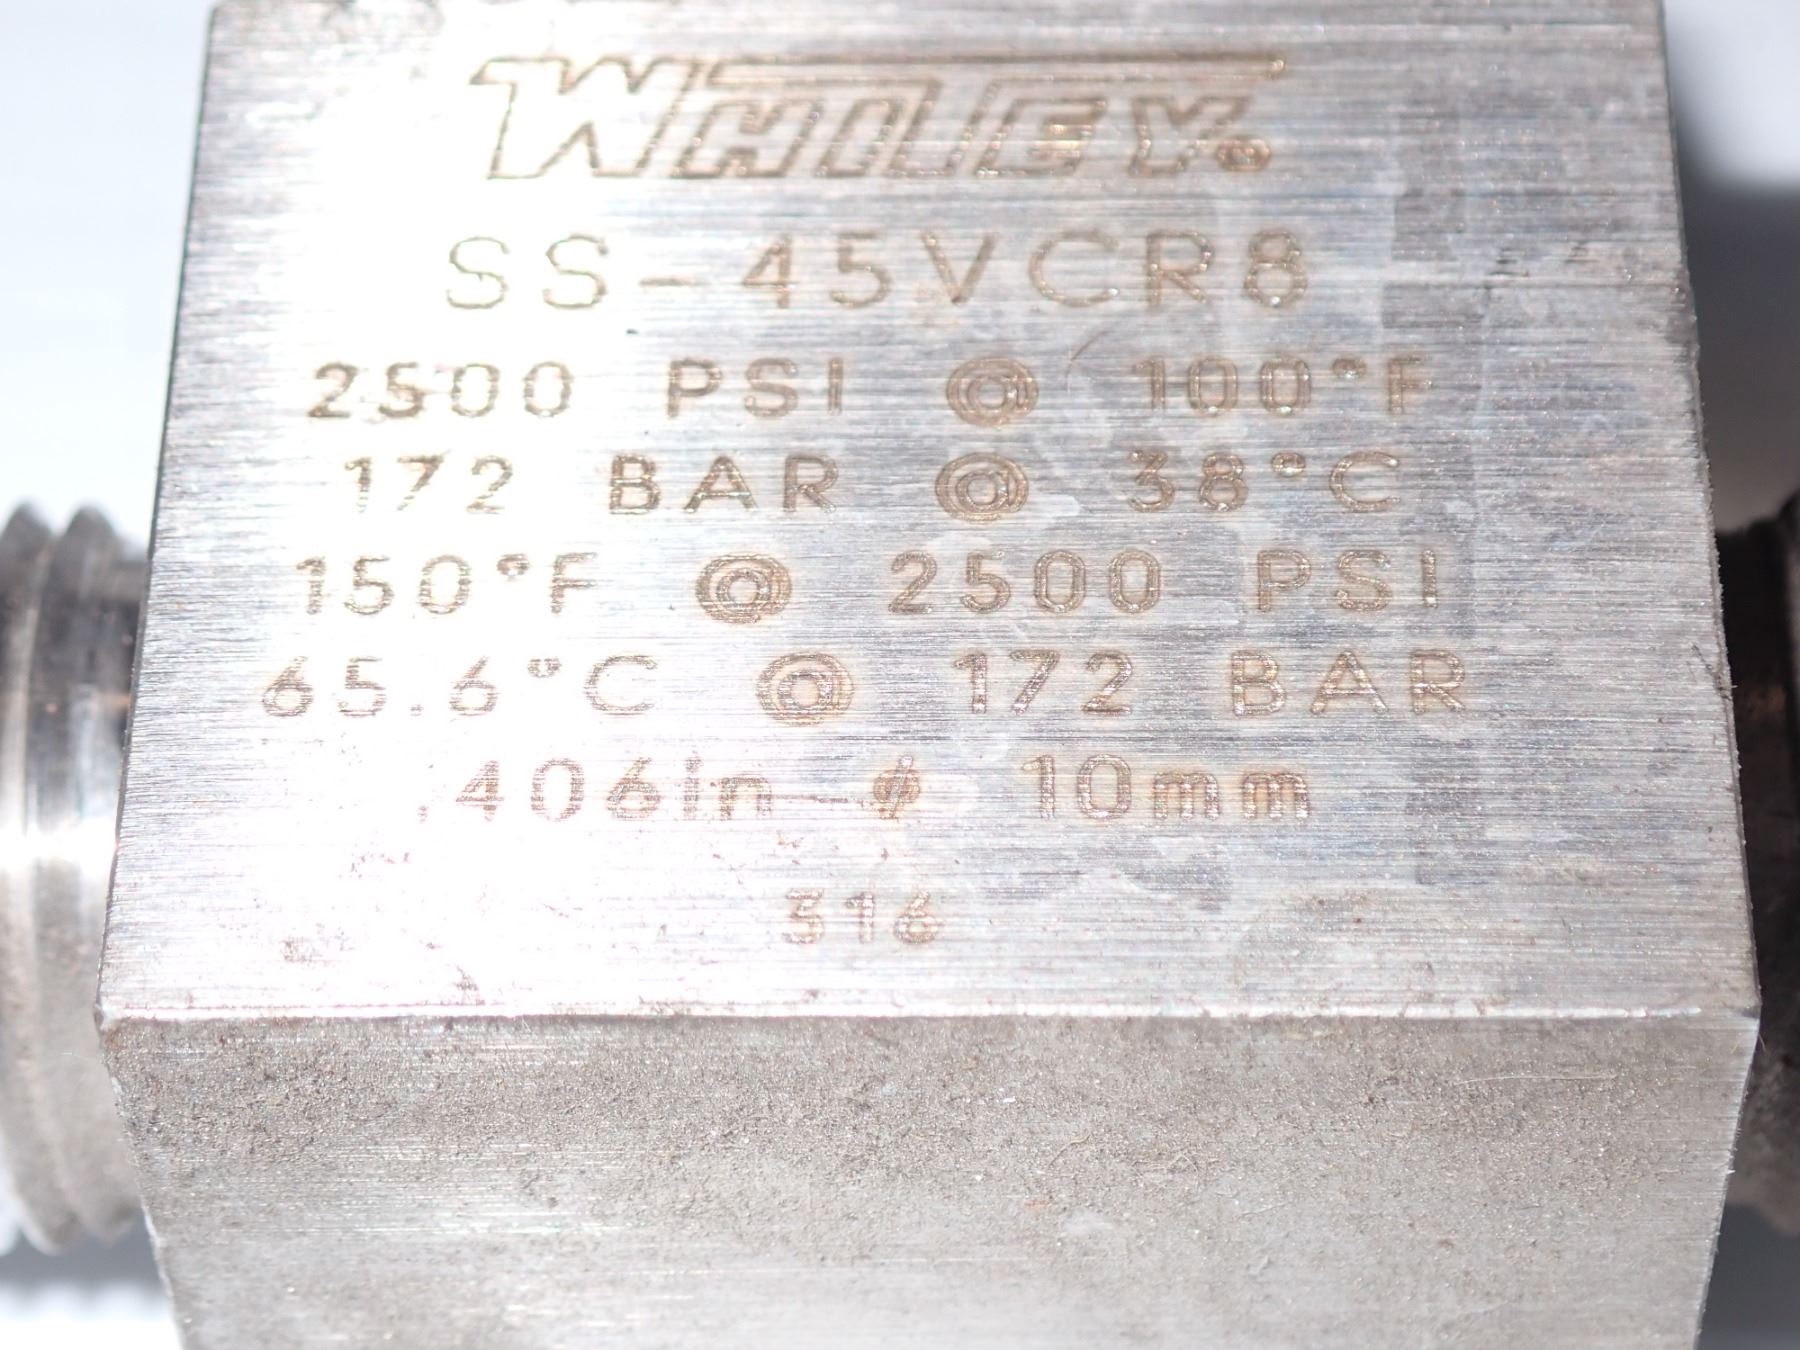 WHITEY®
SS-45VCR8
2500 PSI @ 100°F
172 BAR @ 38°C
150°F @ 2500 PSI
65.6°C @ 172 BAR
.406in ø 10mm
316